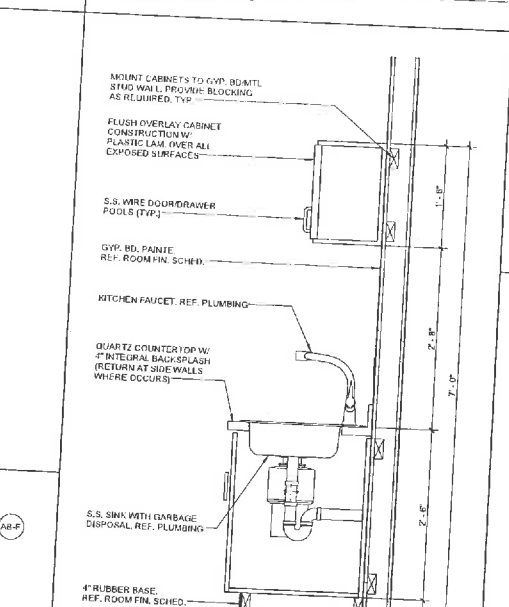 MOUNT CABINETS TO GYP. BD/MTL
STUD WALL. PROVIDE BLOCKING
AS REQUIRED, TYP.
FLUSH OVERLAY CABINET
CONSTRUCTION W/
PLASTIC LAM. OVER ALL
EXPOSED SURFACES
S.S. WIRE DOOR/DRAWER
POOLS (TYP.)
GYP. BD. PAINTE.
REF. ROOM FIN. SCHED.
KITCHEN FAUCET. REF. PLUMBING
QUARTZ COUNTERTOP W/
4" INTEGRAL BACKSPLASH
(RETURN AT SIDE WALLS
WHERE OCCURS)
S.S. SINK WITH GARBAGE
DISPOSAL, REF. PLUMBING
4" RUBBER BASE.
REF. ROOM FIN. SCHED.
1' - 6"
2' - 8"
7' - 0"
2' - 6"